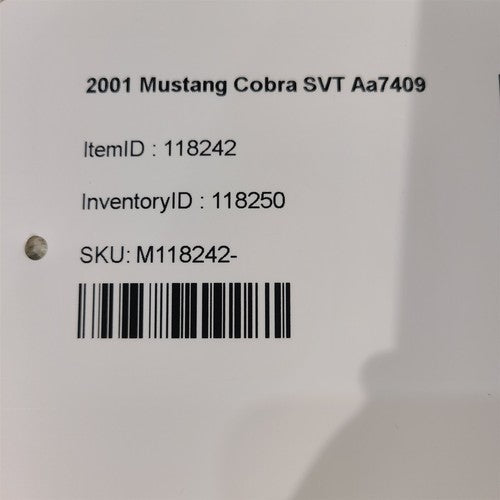 2001 Mustang Cobra SVT Aa7409
ItemID : 118242
InventoryID : 118250
SKU: M118242-